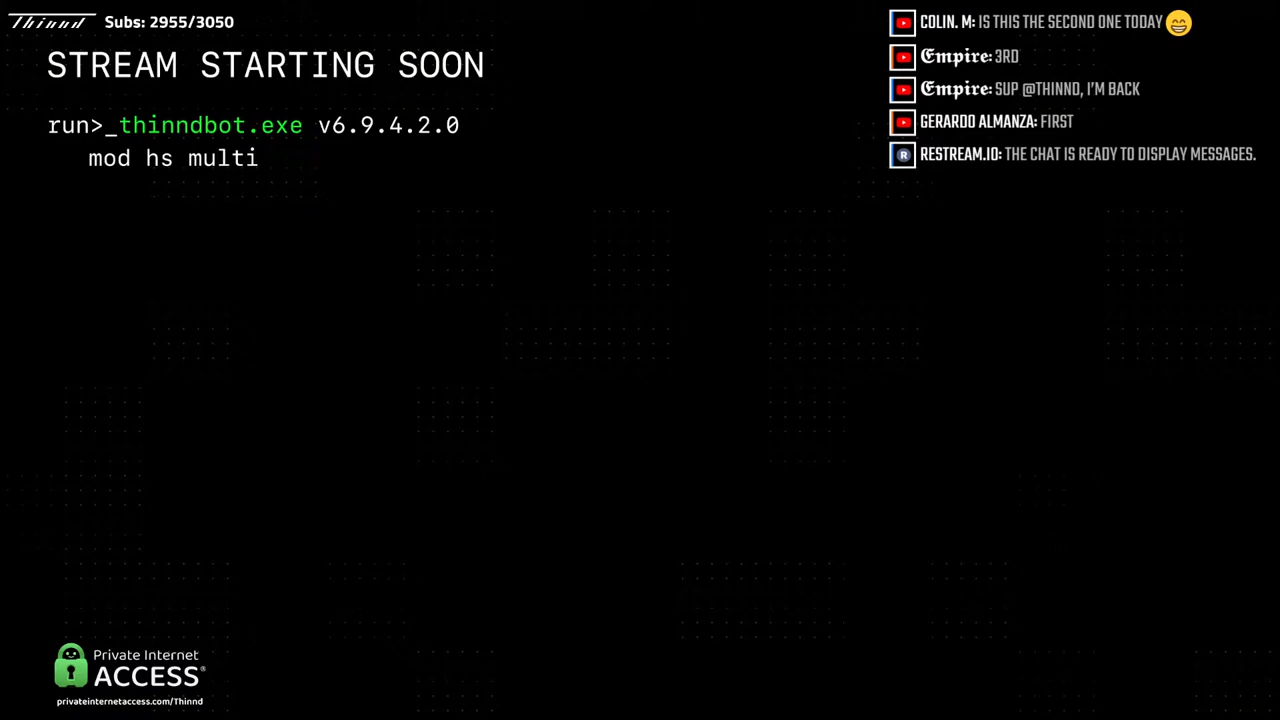 Thinnd Subs: 2955/3050
STREAM STARTING SOON
run>_thinndbot.exe v6.9.4.2.0
mod hs multi
COLIN. M: IS THIS THE SECOND ONE TODAY 😄
𝕰𝖒𝖕𝖎𝖗𝖊: 3RD
𝕰𝖒𝖕𝖎𝖗𝖊: SUP @THINND, I'M BACK
GERARDO ALMANZA: FIRST
R RESTREAM.IO: THE CHAT IS READY TO DISPLAY MESSAGES.
Private Internet
ACCESS®
privateinternetaccess.com/Thinnd